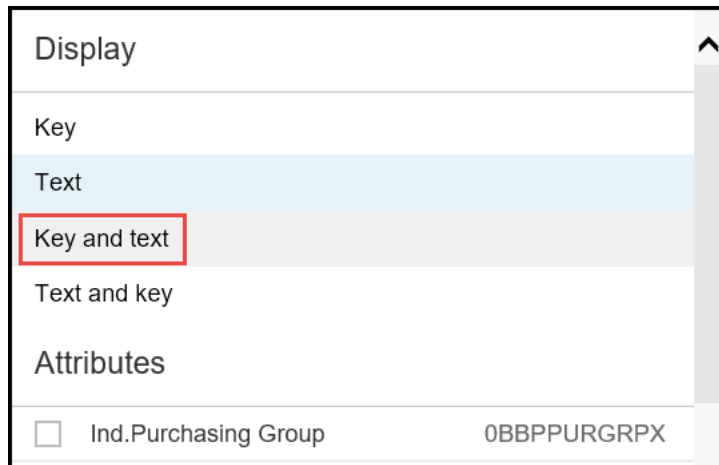 Display
Key
Text
Key and text
Text and key
Attributes
Ind.Purchasing Group 0BBPPURGRPX